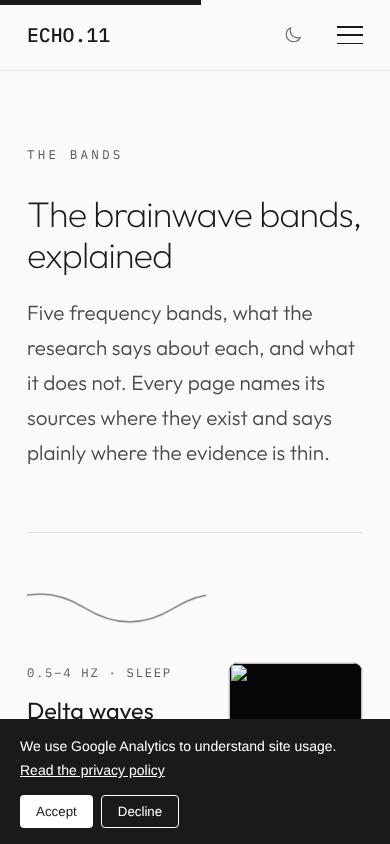 ECHO.11
THE BANDS
The brainwave bands,
explained
Five frequency bands, what the
research says about each, and what
it does not. Every page names its
sources where they exist and says
plainly where the evidence is thin.
0.5–4 HZ · SLEEP
Delta waves
We use Google Analytics to understand site usage.
Read the privacy policy
Accept
Decline